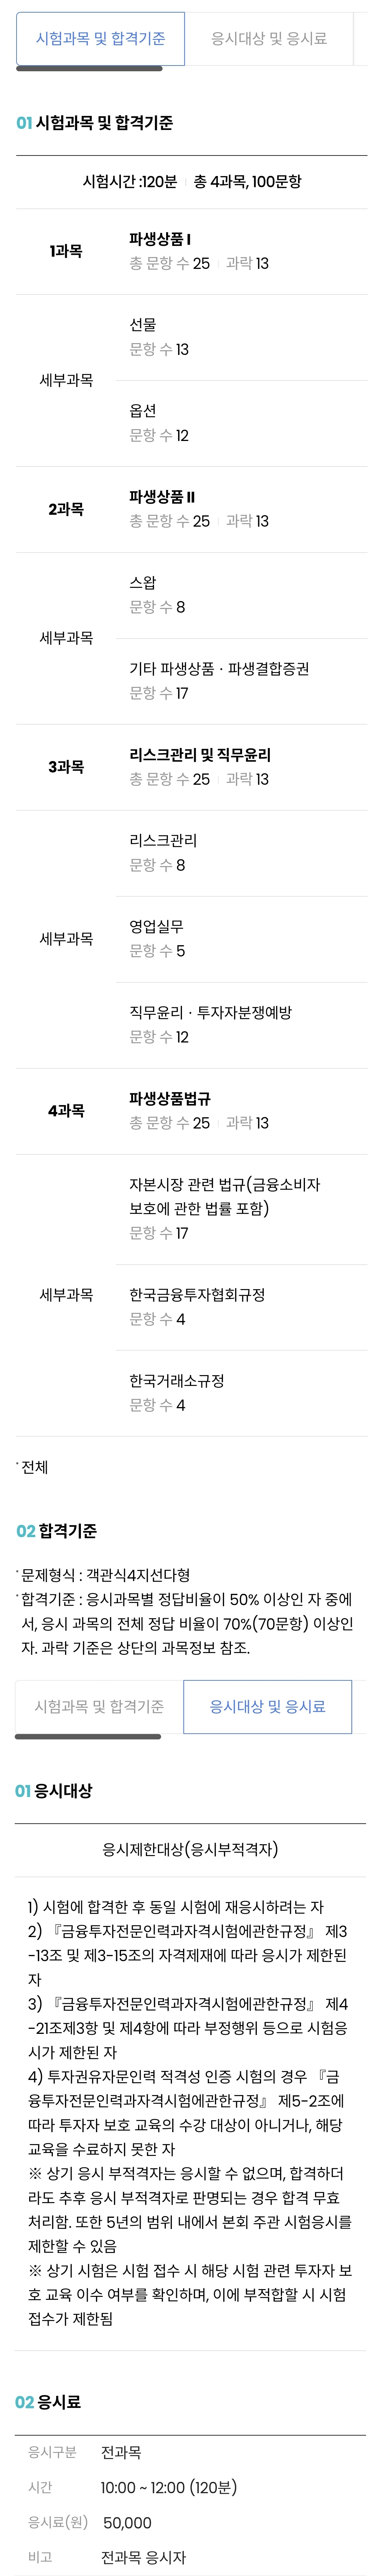 시험과목 및 합격기준
응시대상 및 응시료
01 시험과목 및 합격기준
시험시간 :120분 | 총 4과목, 100문항
1과목
파생상품 I
총 문항 수 25 | 과락 13
세부과목
선물
문항 수 13
옵션
문항 수 12
2과목
파생상품 II
총 문항 수 25 | 과락 13
세부과목
스왑
문항 수 8
기타 파생상품 · 파생결합증권
문항 수 17
3과목
리스크관리 및 직무윤리
총 문항 수 25 | 과락 13
세부과목
리스크관리
문항 수 8
영업실무
문항 수 5
직무윤리 · 투자자분쟁예방
문항 수 12
4과목
파생상품법규
총 문항 수 25 | 과락 13
세부과목
자본시장 관련 법규(금융소비자
보호에 관한 법률 포함)
문항 수 17
한국금융투자협회규정
문항 수 4
한국거래소규정
문항 수 4
· 전체
02 합격기준
· 문제형식 : 객관식4지선다형
· 합격기준 : 응시과목별 정답비율이 50% 이상인 자 중에
서, 응시 과목의 전체 정답 비율이 70%(70문항) 이상인
자. 과락 기준은 상단의 과목정보 참조.
시험과목 및 합격기준
응시대상 및 응시료
01 응시대상
응시제한대상(응시부적격자)
1) 시험에 합격한 후 동일 시험에 재응시하려는 자
2) 『금융투자전문인력과자격시험에관한규정』 제3
-13조 및 제3-15조의 자격제재에 따라 응시가 제한된
자
3) 『금융투자전문인력과자격시험에관한규정』 제4
-21조제3항 및 제4항에 따라 부정행위 등으로 시험응
시가 제한된 자
4) 투자권유자문인력 적격성 인증 시험의 경우 『금
융투자전문인력과자격시험에관한규정』 제5-2조에
따라 투자자 보호 교육의 수강 대상이 아니거나, 해당
교육을 수료하지 못한 자
※ 상기 응시 부적격자는 응시할 수 없으며, 합격하더
라도 추후 응시 부적격자로 판명되는 경우 합격 무효
처리함. 또한 5년의 범위 내에서 본회 주관 시험응시를
제한할 수 있음
※ 상기 시험은 시험 접수 시 해당 시험 관련 투자자 보
호 교육 이수 여부를 확인하며, 이에 부적합할 시 시험
접수가 제한됨
02 응시료
응시구분 전과목
시간 10:00 ~ 12:00 (120분)
응시료(원) 50,000
비고 전과목 응시자